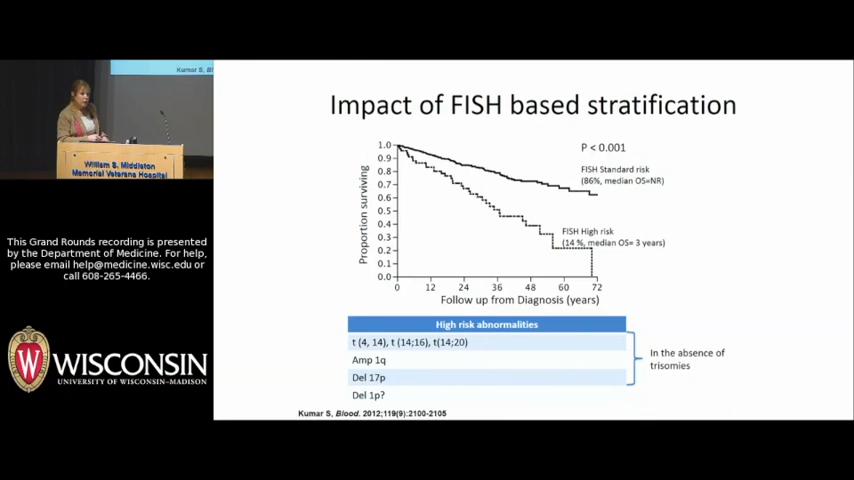 Kumar S, Bl
William S. Middleton
Memorial Veterans Hospital
This Grand Rounds recording is presented
by the Department of Medicine. For help,
please email help@medicine.wisc.edu or
call 608-265-4466.
WISCONSIN
UNIVERSITY OF WISCONSIN–MADISON
Impact of FISH based stratification
Proportion surviving
1.0
0.9
0.8
0.7
0.6
0.5
0.4
0.3
0.2
0.1
0.0
0 12 24 36 48 60 72
Follow up from Diagnosis (years)
P < 0.001
FISH Standard risk
(86%, median OS=NR)
FISH High risk
(14 %, median OS= 3 years)
High risk abnormalities
t (4, 14), t (14;16), t(14;20)
Amp 1q
Del 17p
Del 1p?
In the absence of
trisomies
Kumar S, Blood. 2012;119(9):2100-2105